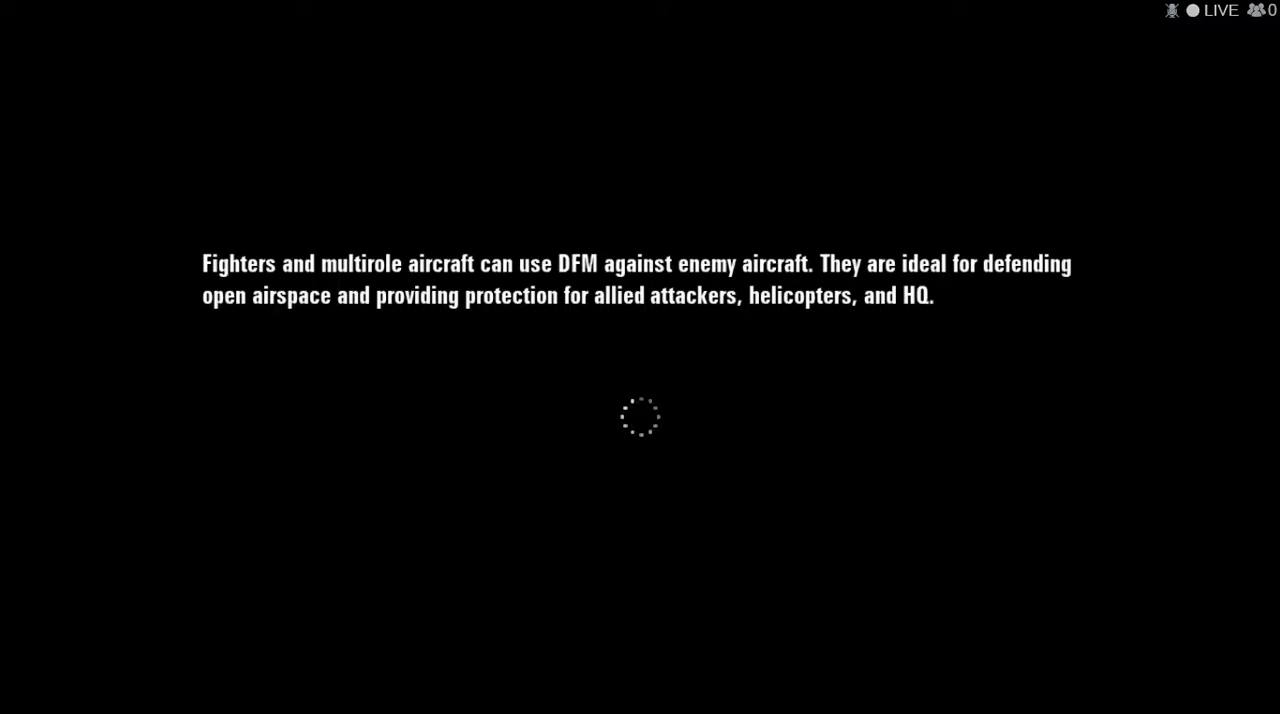 LIVE 0
Fighters and multirole aircraft can use DFM against enemy aircraft. They are ideal for defending
open airspace and providing protection for allied attackers, helicopters, and HQ.